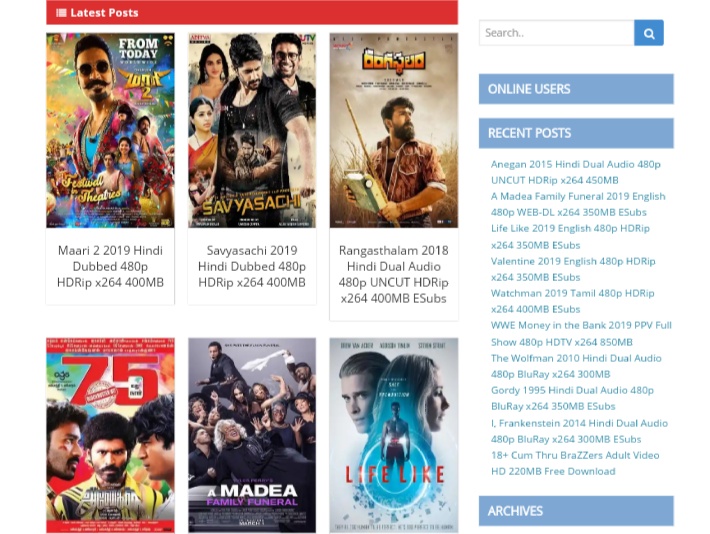 Latest Posts
FROM
TODAY
WORLDWIDE
2
Festival
in Theatres
SAVYASACHI
రంగస్థలం
Maari 2 2019 Hindi
Dubbed 480p
HDRip x264 400MB
Savyasachi 2019
Hindi Dubbed 480p
HDRip x264 400MB
Rangasthalam 2018
Hindi Dual Audio
480p UNCUT HDRip
x264 400MB ESubs
75
A MADEA
FAMILY FUNERAL
MARCH 1
LIFE LIKE
Search..
ONLINE USERS
RECENT POSTS
Anegan 2015 Hindi Dual Audio 480p
UNCUT HDRip x264 450MB
A Madea Family Funeral 2019 English
480p WEB-DL x264 350MB ESubs
Life Like 2019 English 480p HDRip
x264 350MB ESubs
Valentine 2019 English 480p HDRip
x264 350MB ESubs
Watchman 2019 Tamil 480p HDRip
x264 400MB ESubs
WWE Money in the Bank 2019 PPV Full
Show 480p HDTV x264 850MB
The Wolfman 2010 Hindi Dual Audio
480p BluRay x264 300MB
Gordy 1995 Hindi Dual Audio 480p
BluRay x264 350MB ESubs
I, Frankenstein 2014 Hindi Dual Audio
480p BluRay x264 300MB ESubs
18+ Cum Thru BraZZers Adult Video
HD 220MB Free Download
ARCHIVES